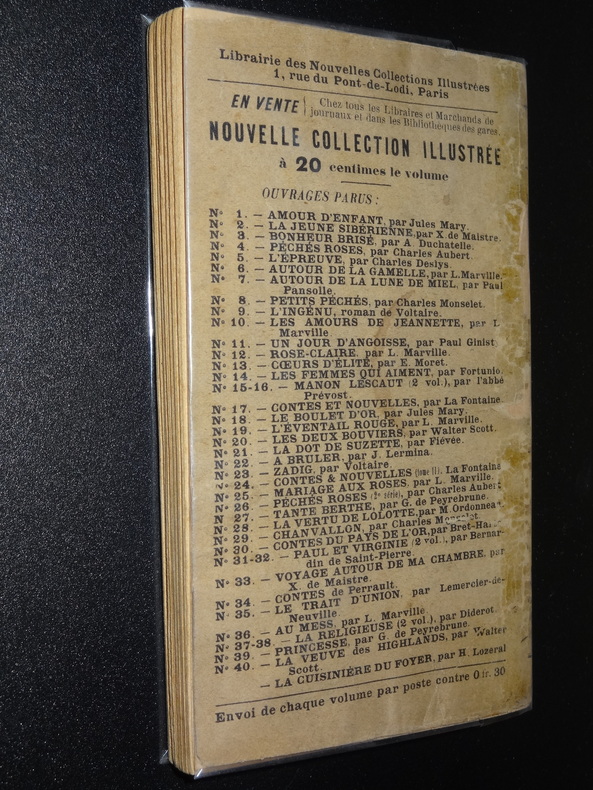 Librairie des Nouvelles Collections Illustrées
1, rue du Pont-de-Lodi, Paris
EN VENTE { Chez tous les Libraires et Marchands de
journaux et dans les Bibliothèques des gares.
NOUVELLE COLLECTION ILLUSTRÉE
à 20 centimes le volume
OUVRAGES PARUS :
N° 1. — AMOUR D'ENFANT, par Jules Mary.
N° 2. — LA JEUNE SIBÉRIENNE, par X. de Maistre.
N° 3. — BONHEUR BRISÉ, par A. Duchatelle.
N° 4. — PÉCHÉS ROSES, par Charles Aubert.
N° 5. — L'ÉPREUVE, par Charles Deslys.
N° 6. — AUTOUR DE LA GAMELLE, par L. Marville.
N° 7. — AUTOUR DE LA LUNE DE MIEL, par Paul
Pansolle.
N° 8. — PETITS PÉCHÉS, par Charles Monselet.
N° 9. — L'INGÉNU, roman de Voltaire.
N° 10. — LES AMOURS DE JEANNETTE, par L
Marville.
N° 11. — UN JOUR D'ANGOISSE, par Paul Ginist
N° 12. — ROSE-CLAIRE, par L. Marville.
N° 13. — CŒURS D'ÉLITE, par E. Moret.
N° 14. — LES FEMMES QUI AIMENT, par Fortunio.
N° 15-16. — MANON LESCAUT (2 vol.), par l'abbé
Prévost.
N° 17. — CONTES ET NOUVELLES, par La Fontaine
N° 18. — LE BOULET D'OR, par Jules Mary.
N° 19. — L'ÉVENTAIL ROUGE, par L. Marville.
N° 20. — LES DEUX BOUVIERS, par Walter Scott.
N° 21. — LA DOT DE SUZETTE, par Fiévée.
N° 22. — A BRULER, par J. Lermina.
N° 23. — ZADIG, par Voltaire.
N° 24. — CONTES & NOUVELLES (tome II). La Fontaine
N° 25. — MARIAGE AUX ROSES, par L. Marville.
N° 26. — PÉCHÉS ROSES (2e série), par Charles Aubert
N° 27. — TANTE BERTHE, par G. de Peyrebrune.
N° 28. — LA VERTU DE LOLOTTE, par M. Ordonneau
N° 29. — CHANVALLON, par Charles Monselet.
N° 30. — CONTES DU PAYS DE L'OR, par Bret-Ha
N° 31-32. — PAUL ET VIRGINIE (2 vol.), par Bernar
din de Saint-Pierre.
N° 33. — VOYAGE AUTOUR DE MA CHAMBRE, par
X. de Maistre.
N° 34. — CONTES de Perrault.
N° 35. — LE TRAIT D'UNION, par Lemercier-de-
Neuville.
N° 36. — AU MESS, par L. Marville.
N° 37-38. — LA RELIGIEUSE (2 vol.), par Diderot.
N° 39. — PRINCESSE, par G. de Peyrebrune.
N° 40. — LA VEUVE des HIGHLANDS, par Walter
Scott.
— LA CUISINIÈRE DU FOYER, par H. Lozeral
Envoi de chaque volume par poste contre 0 fr. 30